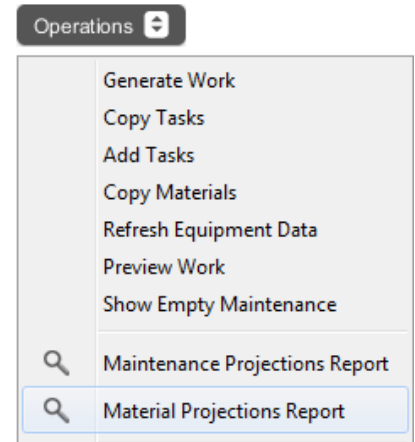 Operations
Generate Work
Copy Tasks
Add Tasks
Copy Materials
Refresh Equipment Data
Preview Work
Show Empty Maintenance
Maintenance Projections Report
Material Projections Report